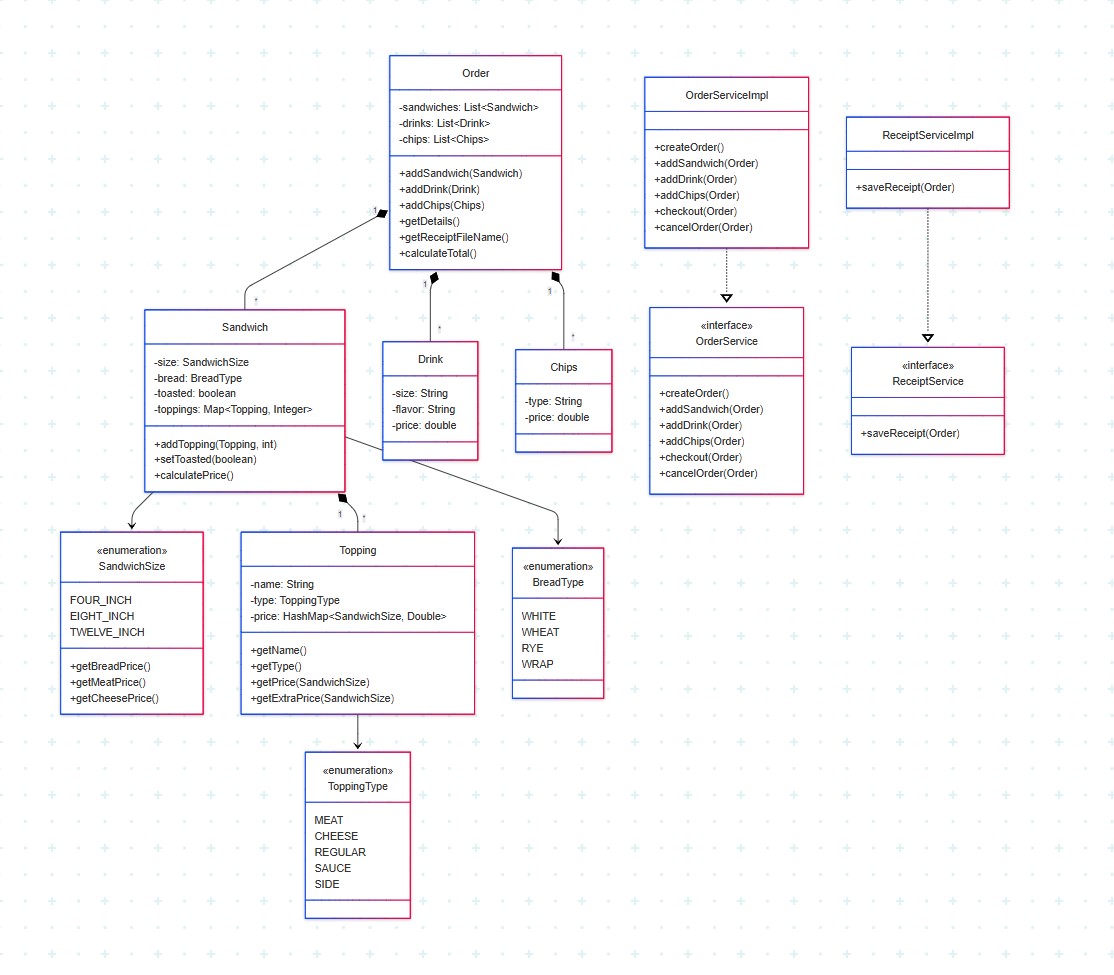 Order
-sandwiches: List<Sandwich>
-drinks: List<Drink>
-chips: List<Chips>
+addSandwich(Sandwich)
+addDrink(Drink)
+addChips(Chips)
+getDetails()
+getReceiptFileName()
+calculateTotal()
OrderServiceImpl
+createOrder()
+addSandwich(Order)
+addDrink(Order)
+addChips(Order)
+checkout(Order)
+cancelOrder(Order)
ReceiptServiceImpl
+saveReceipt(Order)
1
*
1
*
1
*
Sandwich
-size: SandwichSize
-bread: BreadType
-toasted: boolean
-toppings: Map<Topping, Integer>
+addTopping(Topping, int)
+setToasted(boolean)
+calculatePrice()
Drink
-size: String
-flavor: String
-price: double
Chips
-type: String
-price: double
«interface»
OrderService
+createOrder()
+addSandwich(Order)
+addDrink(Order)
+addChips(Order)
+checkout(Order)
+cancelOrder(Order)
«interface»
ReceiptService
+saveReceipt(Order)
1
*
«enumeration»
SandwichSize
FOUR_INCH
EIGHT_INCH
TWELVE_INCH
+getBreadPrice()
+getMeatPrice()
+getCheesePrice()
Topping
-name: String
-type: ToppingType
-price: HashMap<SandwichSize, Double>
+getName()
+getType()
+getPrice(SandwichSize)
+getExtraPrice(SandwichSize)
«enumeration»
BreadType
WHITE
WHEAT
RYE
WRAP
«enumeration»
ToppingType
MEAT
CHEESE
REGULAR
SAUCE
SIDE